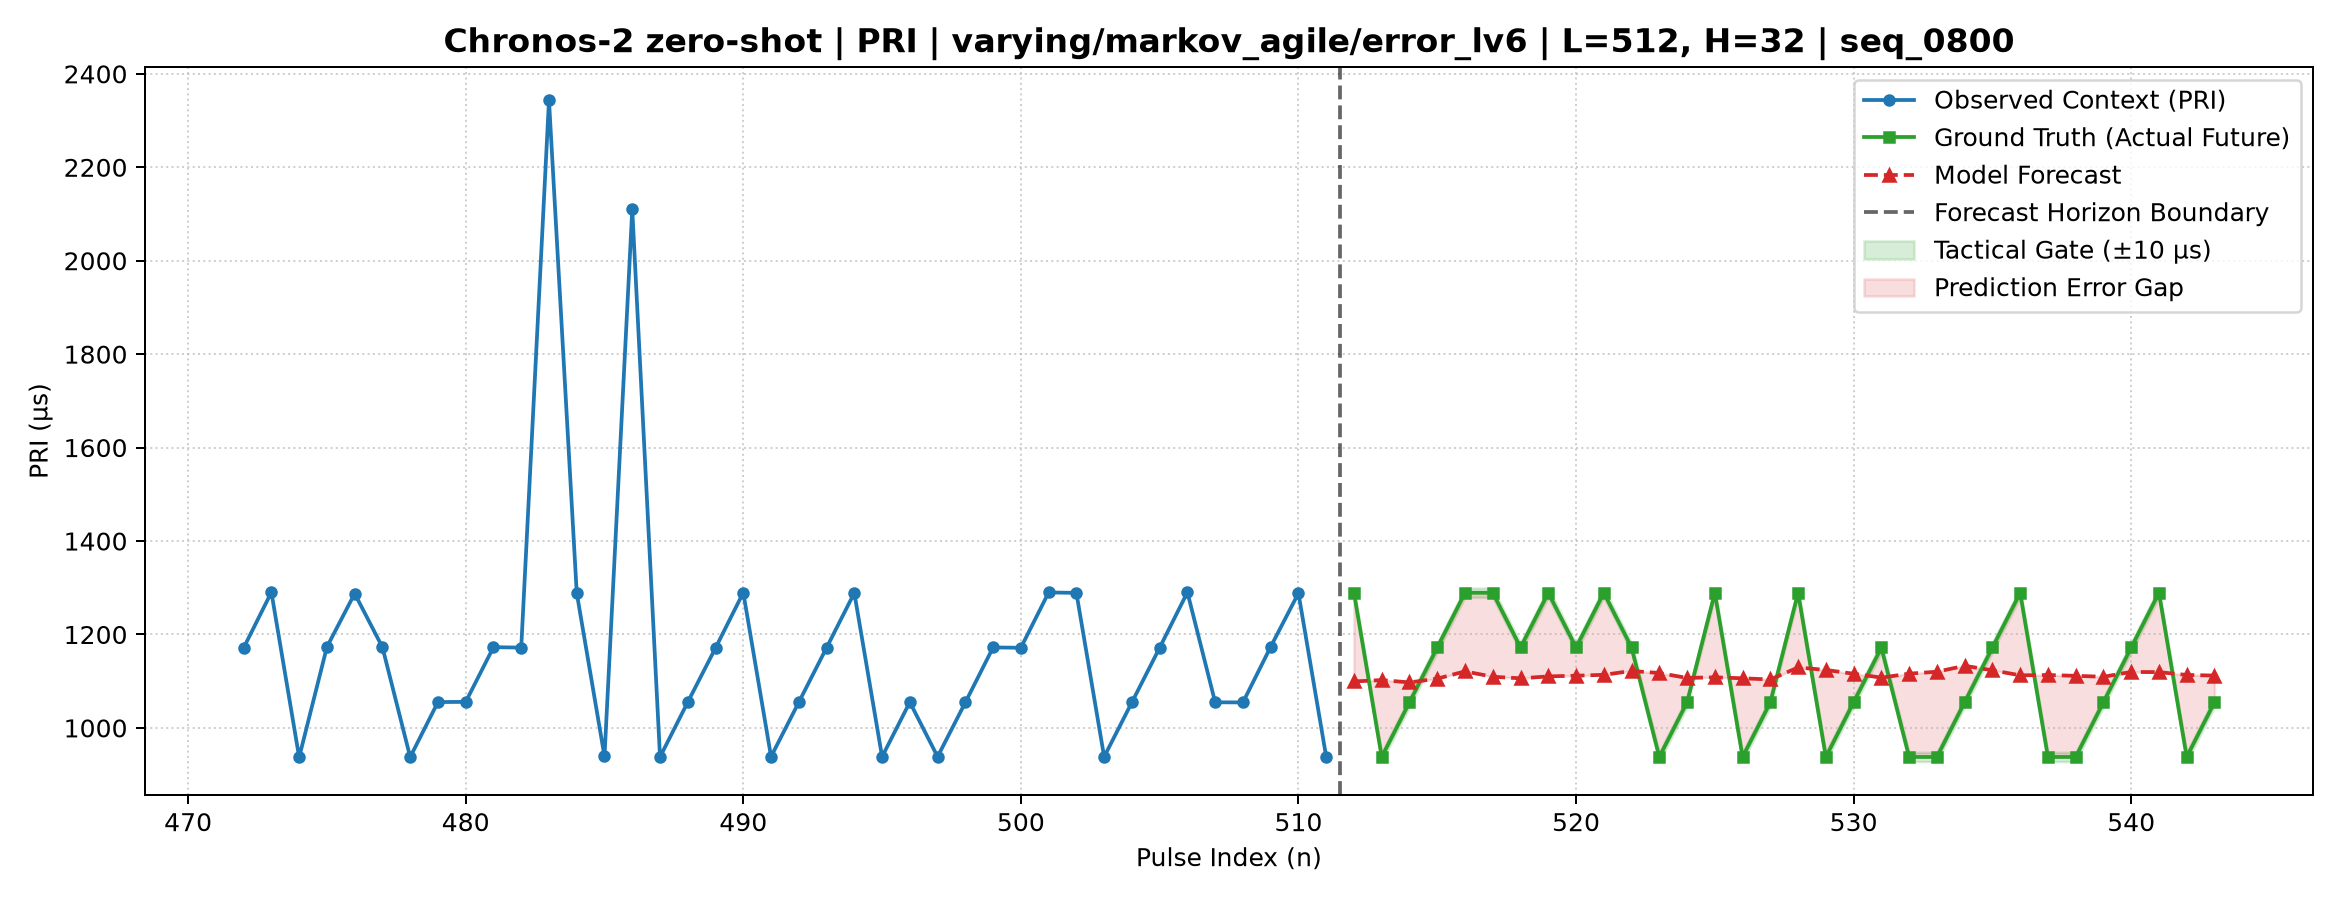 Chronos-2 zero-shot | PRI | varying/markov_agile/error_lv6 | L=512, H=32 | seq_0800
PRI (µs)
2400
2200
2000
1800
1600
1400
1200
1000
Observed Context (PRI)
Ground Truth (Actual Future)
Model Forecast
Forecast Horizon Boundary
Tactical Gate (±10 µs)
Prediction Error Gap
470 480 490 500 510 520 530 540
Pulse Index (n)